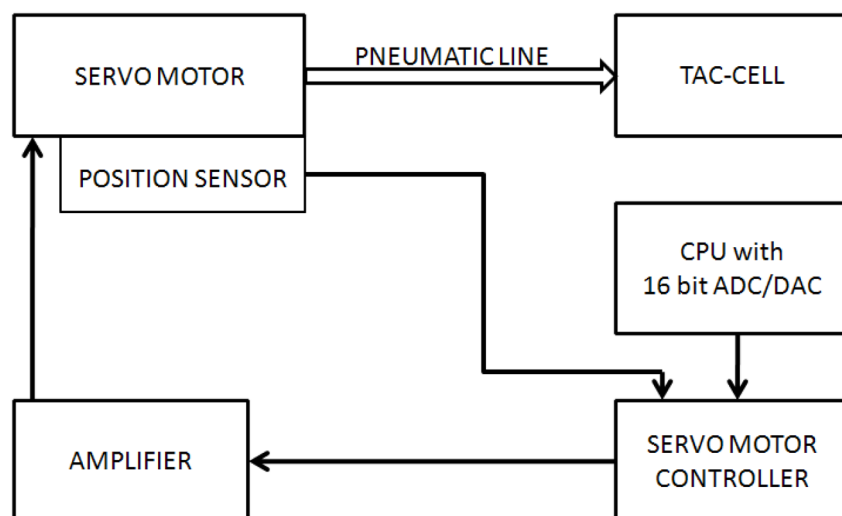 SERVO MOTOR
PNEUMATIC LINE
TAC-CELL
POSITION SENSOR
CPU with
16 bit ADC/DAC
AMPLIFIER
SERVO MOTOR
CONTROLLER